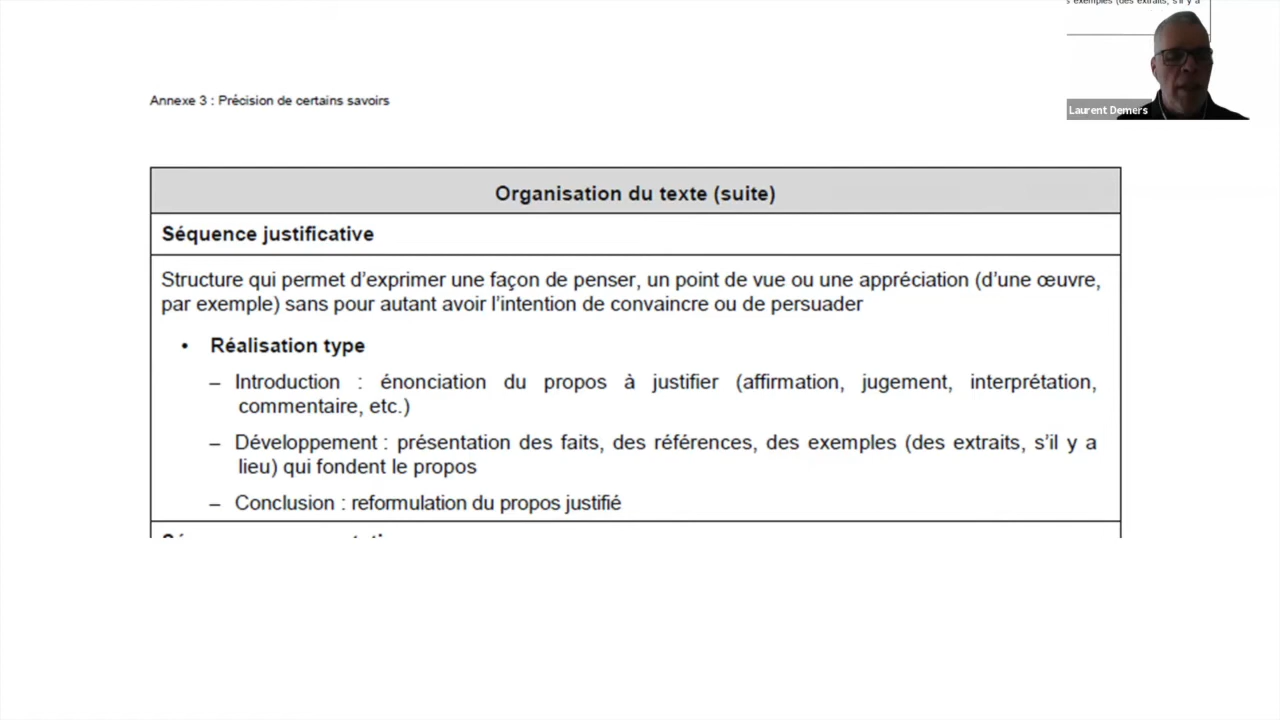 s exemples (des extraits, s'il y a
Laurent Demers
Annexe 3 : Précision de certains savoirs
Organisation du texte (suite)
Séquence justificative
Structure qui permet d'exprimer une façon de penser, un point de vue ou une appréciation (d'une œuvre,
par exemple) sans pour autant avoir l'intention de convaincre ou de persuader
• Réalisation type
– Introduction : énonciation du propos à justifier (affirmation, jugement, interprétation,
commentaire, etc.)
– Développement : présentation des faits, des références, des exemples (des extraits, s'il y a
lieu) qui fondent le propos
– Conclusion : reformulation du propos justifié